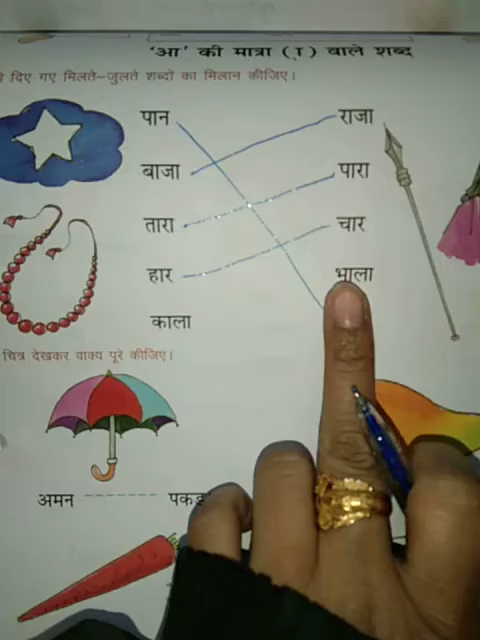 ‘आ’ की मात्रा (ा) वाले शब्द
दिए गए मिलते-जुलते शब्दों का मिलान कीजिए।
पान राजा
बाजा पारा
तारा चार
हार भाला
काला
चित्र देखकर वाक्य पूरे कीजिए।
अमन ------